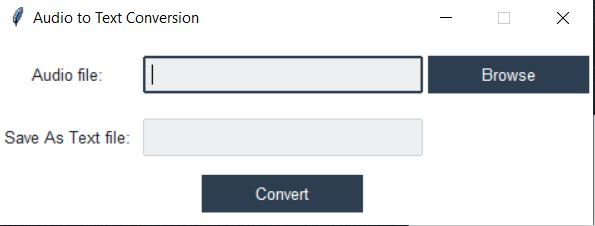 Audio to Text Conversion
Audio file:
Browse
Save As Text file:
Convert